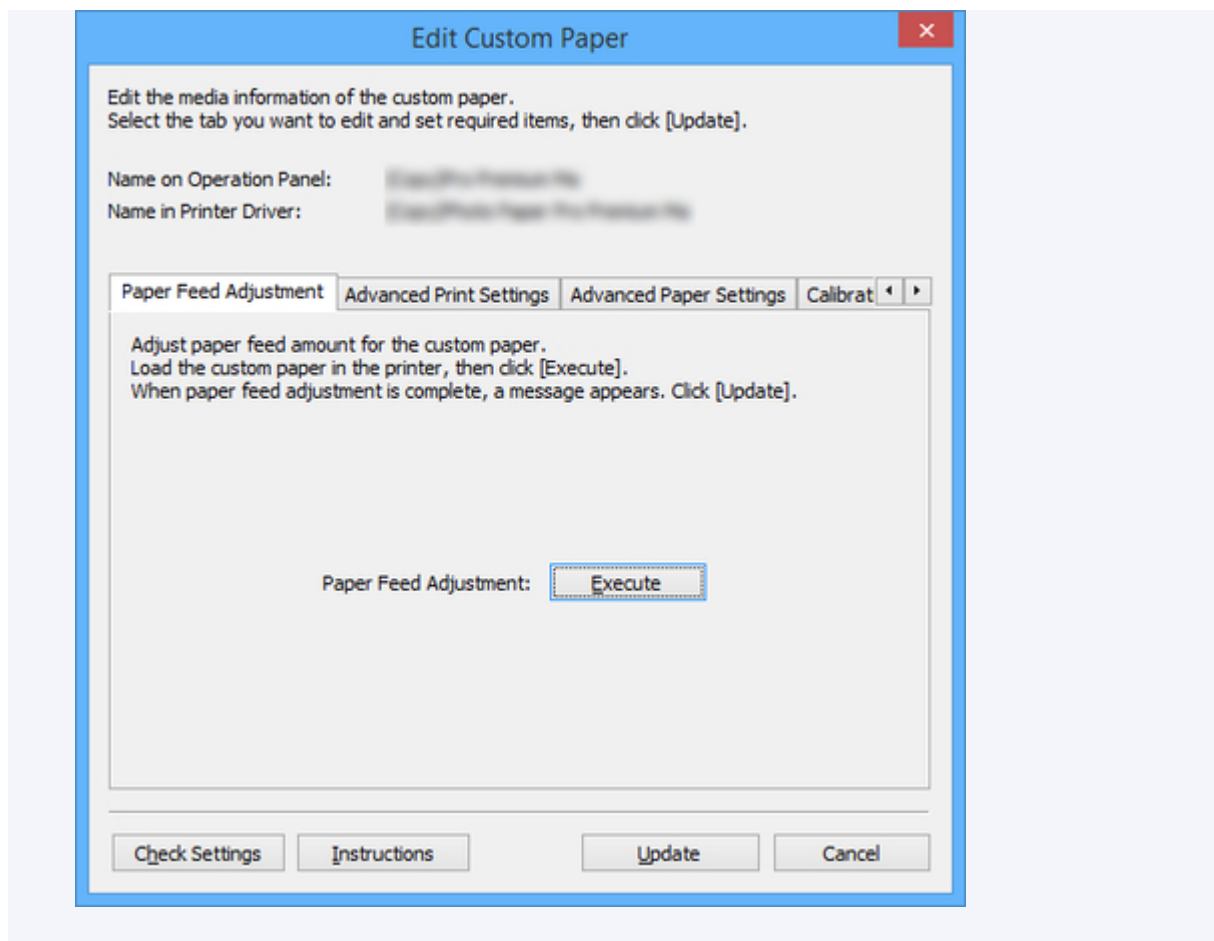 Edit Custom Paper
Edit the media information of the custom paper.
Select the tab you want to edit and set required items, then click [Update].
Name on Operation Panel:
Name in Printer Driver:
Paper Feed Adjustment Advanced Print Settings Advanced Paper Settings Calibrat
Adjust paper feed amount for the custom paper.
Load the custom paper in the printer, then click [Execute].
When paper feed adjustment is complete, a message appears. Click [Update].
Paper Feed Adjustment: Execute
Check Settings Instructions Update Cancel